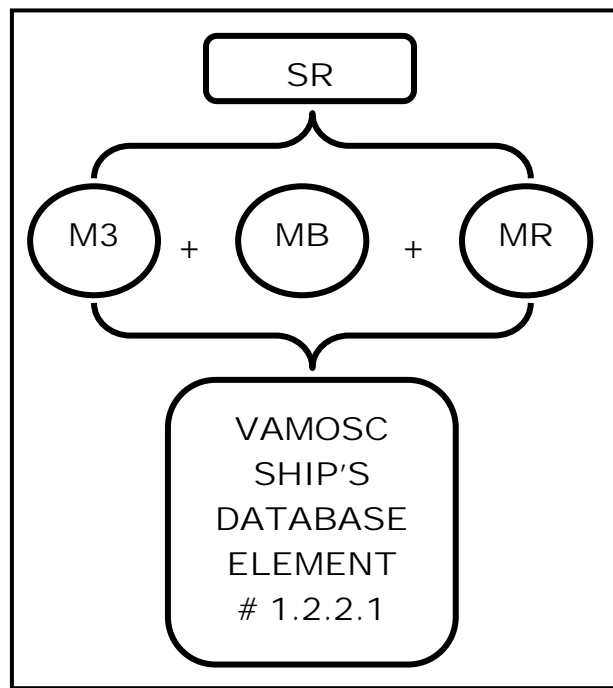 SR
M3 + MB + MR
VAMOSC
SHIP'S
DATABASE
ELEMENT
# 1.2.2.1